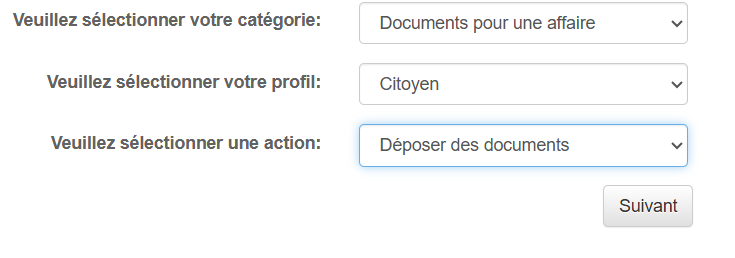 Veuillez sélectionner votre catégorie: Documents pour une affaire
Veuillez sélectionner votre profil: Citoyen
Veuillez sélectionner une action: Déposer des documents
Suivant